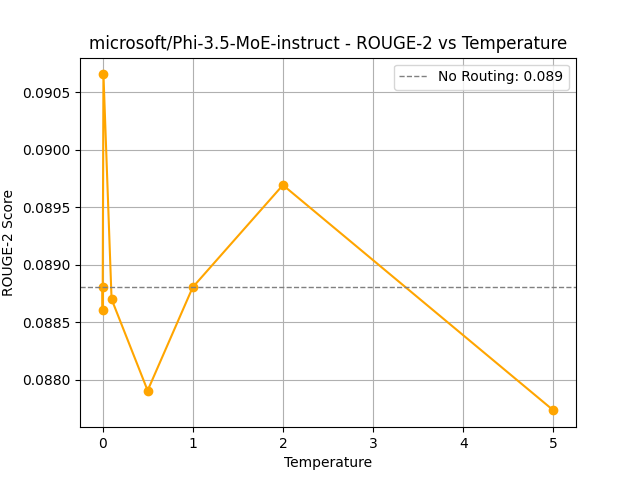 microsoft/Phi-3.5-MoE-instruct - ROUGE-2 vs Temperature
No Routing: 0.089
ROUGE-2 Score
0.0905
0.0900
0.0895
0.0890
0.0885
0.0880
0 1 2 3 4 5
Temperature